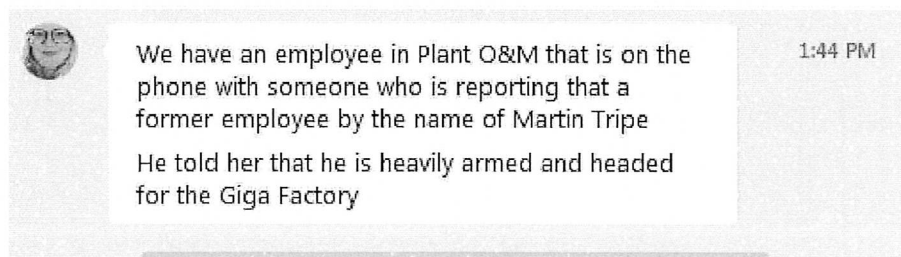 We have an employee in Plant O&M that is on the
1:44 PM
phone with someone who is reporting that a
former employee by the name of Martin Tripe
He told her that he is heavily armed and headed
for the Giga Factory